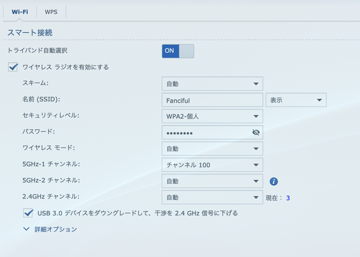 Wi-Fi WPS
スマート接続
トライバンド自動選択 ON
ワイヤレス ラジオを有効にする
スキーム: 自動
名前 (SSID): Fanciful 表示
セキュリティレベル: WPA2-個人
パスワード: ••••••••
ワイヤレス モード: 自動
5GHz-1 チャンネル: チャンネル 100
5GHz-2 チャンネル: 自動
2.4GHz チャンネル: 自動 現在： 3
USB 3.0 デバイスをダウングレードして、干渉を 2.4 GHz 信号に下げる
詳細オプション